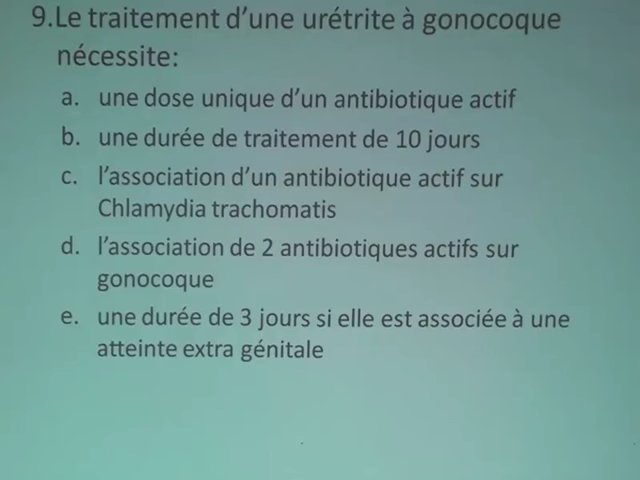 9.Le traitement d'une urétrite à gonocoque
nécessite:
a. une dose unique d'un antibiotique actif
b. une durée de traitement de 10 jours
c. l'association d'un antibiotique actif sur
Chlamydia trachomatis
d. l'association de 2 antibiotiques actifs sur
gonocoque
e. une durée de 3 jours si elle est associée à une
atteinte extra génitale